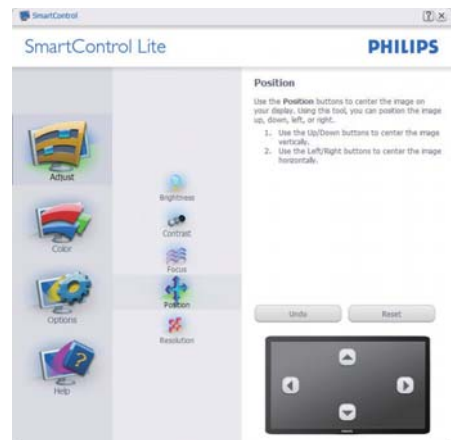 SmartControl
SmartControl Lite
PHILIPS
Adjust
Color
Options
Help
Brightness
Contrast
Focus
Position
Resolution
Position
Use the Position buttons to center the image on
your display. Using the tool, you can position the image
up, down, left, or right.
1. Use the Up/Down buttons to center the image
vertically.
2. Use the Left/Right buttons to center the image
horizontally.
Undo
Reset